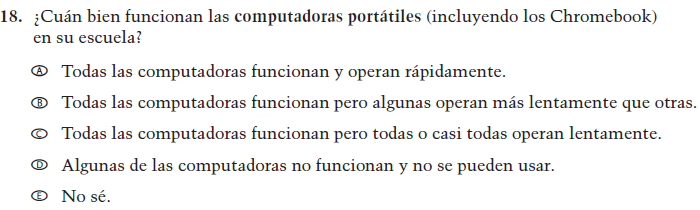 18. ¿Cuán bien funcionan las computadoras portátiles (incluyendo los Chromebook)
en su escuela?
A Todas las computadoras funcionan y operan rápidamente.
B Todas las computadoras funcionan pero algunas operan más lentamente que otras.
C Todas las computadoras funcionan pero todas o casi todas operan lentamente.
D Algunas de las computadoras no funcionan y no se pueden usar.
E No sé.